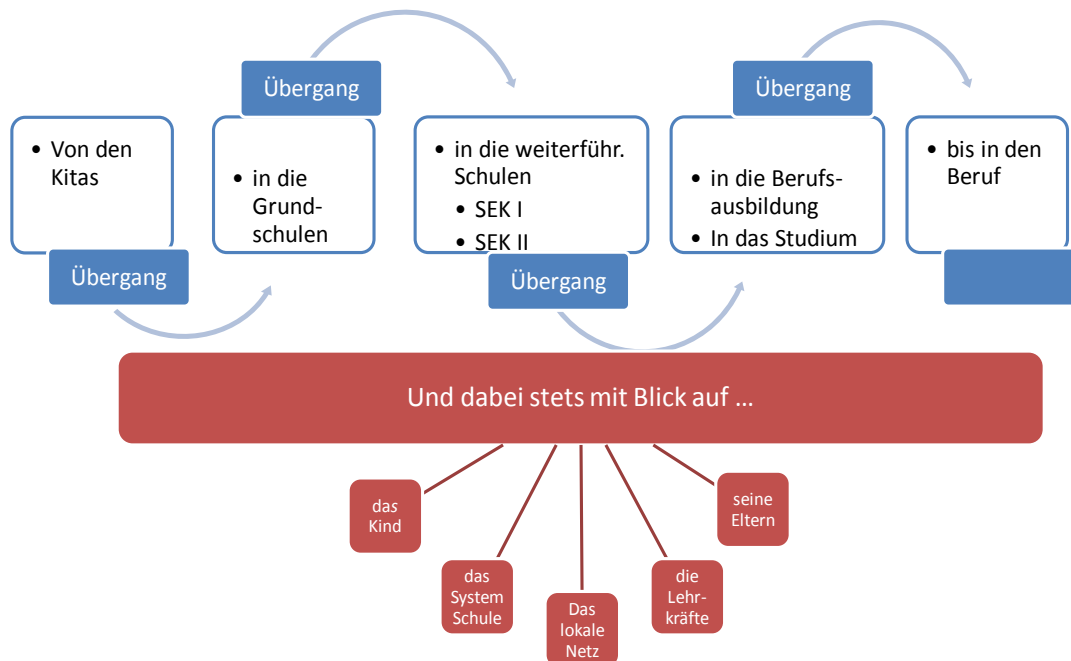 • Von den
Kitas
Übergang
Übergang
• in die
Grund-
schulen
• in die weiterführ.
Schulen
• SEK I
• SEK II
Übergang
Übergang
• in die Berufs-
ausbildung
• In das Studium
• bis in den
Beruf
Und dabei stets mit Blick auf ...
das
Kind
das
System
Schule
Das
lokale
Netz
die
Lehr-
kräfte
seine
Eltern